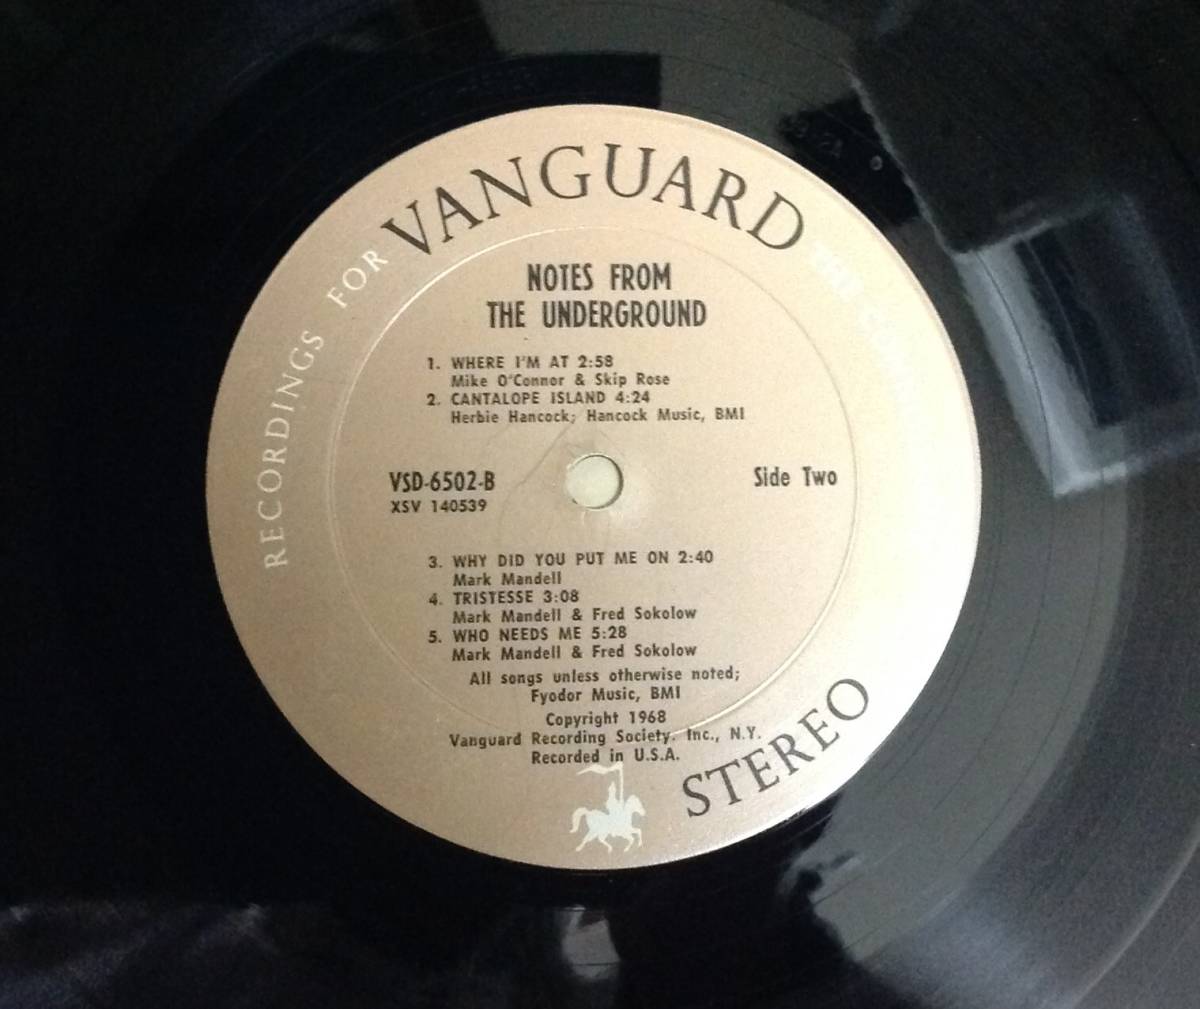 RECORDINGS FOR VANGUARD
NOTES FROM
THE UNDERGROUND
1. WHERE I'M AT 2:58
Mike O'Connor & Skip Rose
2. CANTALOPE ISLAND 4:24
Herbie Hancock; Hancock Music, BMI
VSD-6502-B
XSV 140539
Side Two
3. WHY DID YOU PUT ME ON 2:40
Mark Mandell
4. TRISTESSE 3:08
Mark Mandell & Fred Sokolow
5. WHO NEEDS ME 5:28
Mark Mandell & Fred Sokolow
All songs unless otherwise noted;
Fyodor Music, BMI
Copyright 1968
Vanguard Recording Society. Inc., N.Y.
Recorded in U.S.A.
STEREO